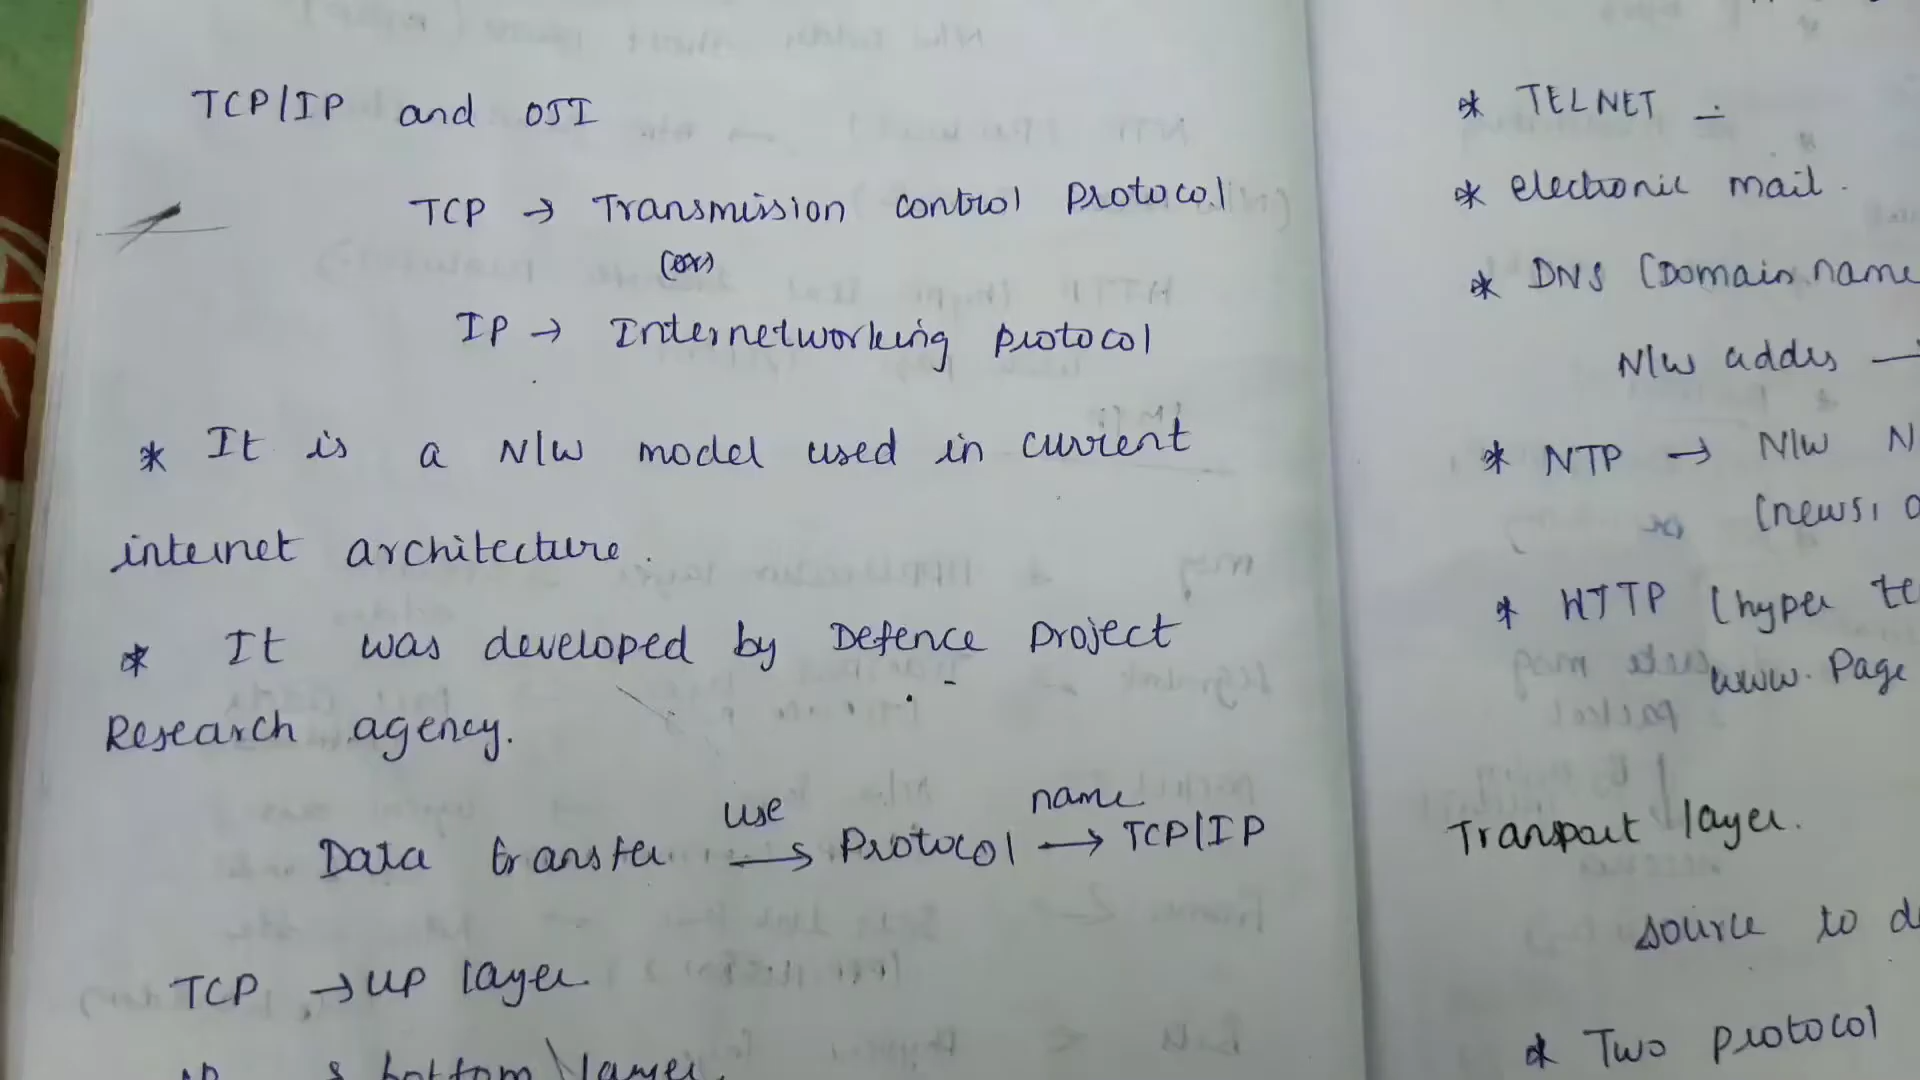 TCP/IP and OSI
TCP → Transmission control Protocol
(or)
IP → Internetworking protocol
* It is a N/W model used in current
internet architecture.
* It was developed by Defence project
Research agency.
use name
Data transfer → Protocol → TCP/IP
TCP → up layer
bottom layer.
* TELNET ÷
* electronic mail.
* DNS (Domain name
N/W addrs →
* NTP → N/W N
(news,
* HTTP (hyper te
www. Page
Transport layer.
source to d
* Two protocol